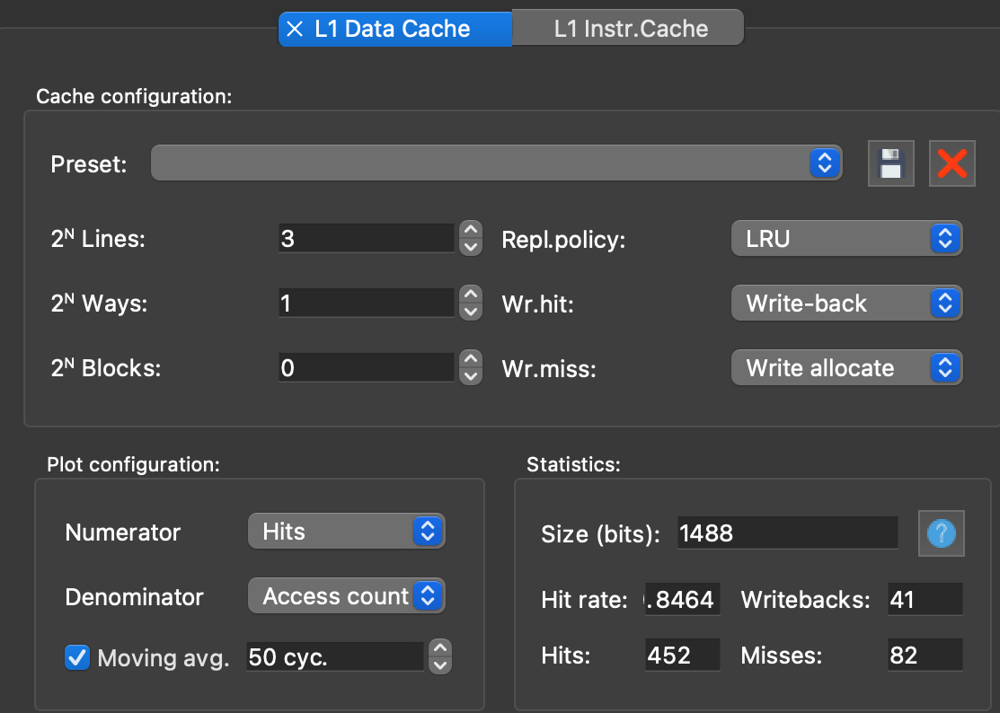 L1 Data Cache L1 Instr.Cache
Cache configuration:
Preset:
2ᴺ Lines: 3 Repl.policy: LRU
2ᴺ Ways: 1 Wr.hit: Write-back
2ᴺ Blocks: 0 Wr.miss: Write allocate
Plot configuration: Statistics:
Numerator Hits Size (bits): 1488 ?
Denominator Access count Hit rate: .8464 Writebacks: 41
Moving avg. 50 cyc. Hits: 452 Misses: 82